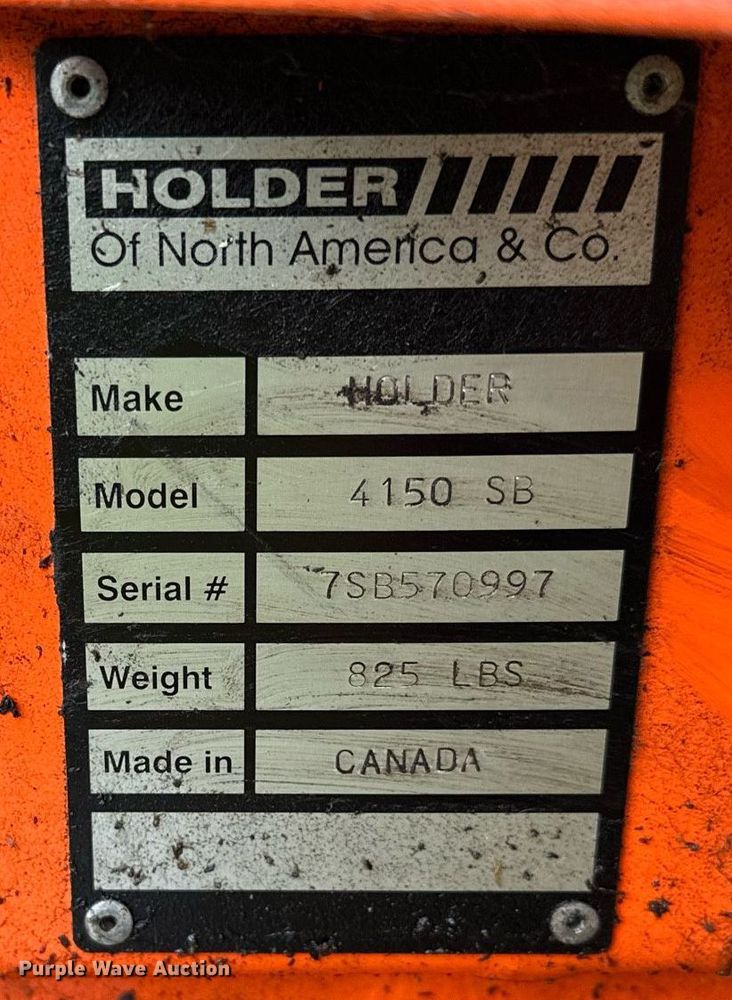 HOLDER
Of North America & Co.
Make HOLDER
Model 4150 SB
Serial # 7SB570997
Weight 825 LBS
Made in CANADA
Purple Wave Auction